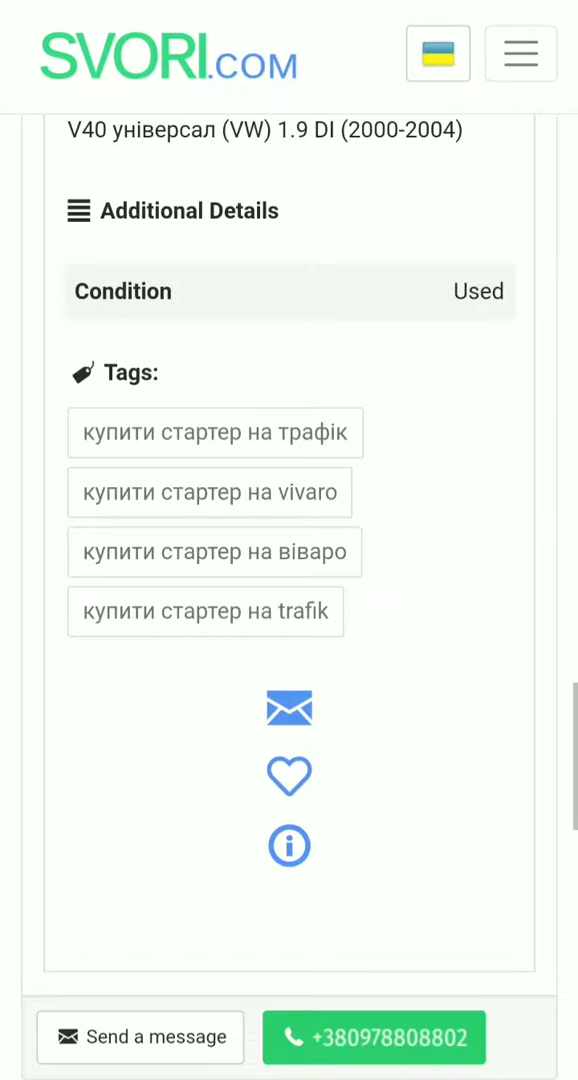 SVORI.COM
V40 універсал (VW) 1.9 DI (2000-2004)
Additional Details
Condition Used
Tags:
купити стартер на трафік
купити стартер на vivaro
купити стартер на віваро
купити стартер на trafik
Send a message +380978808802